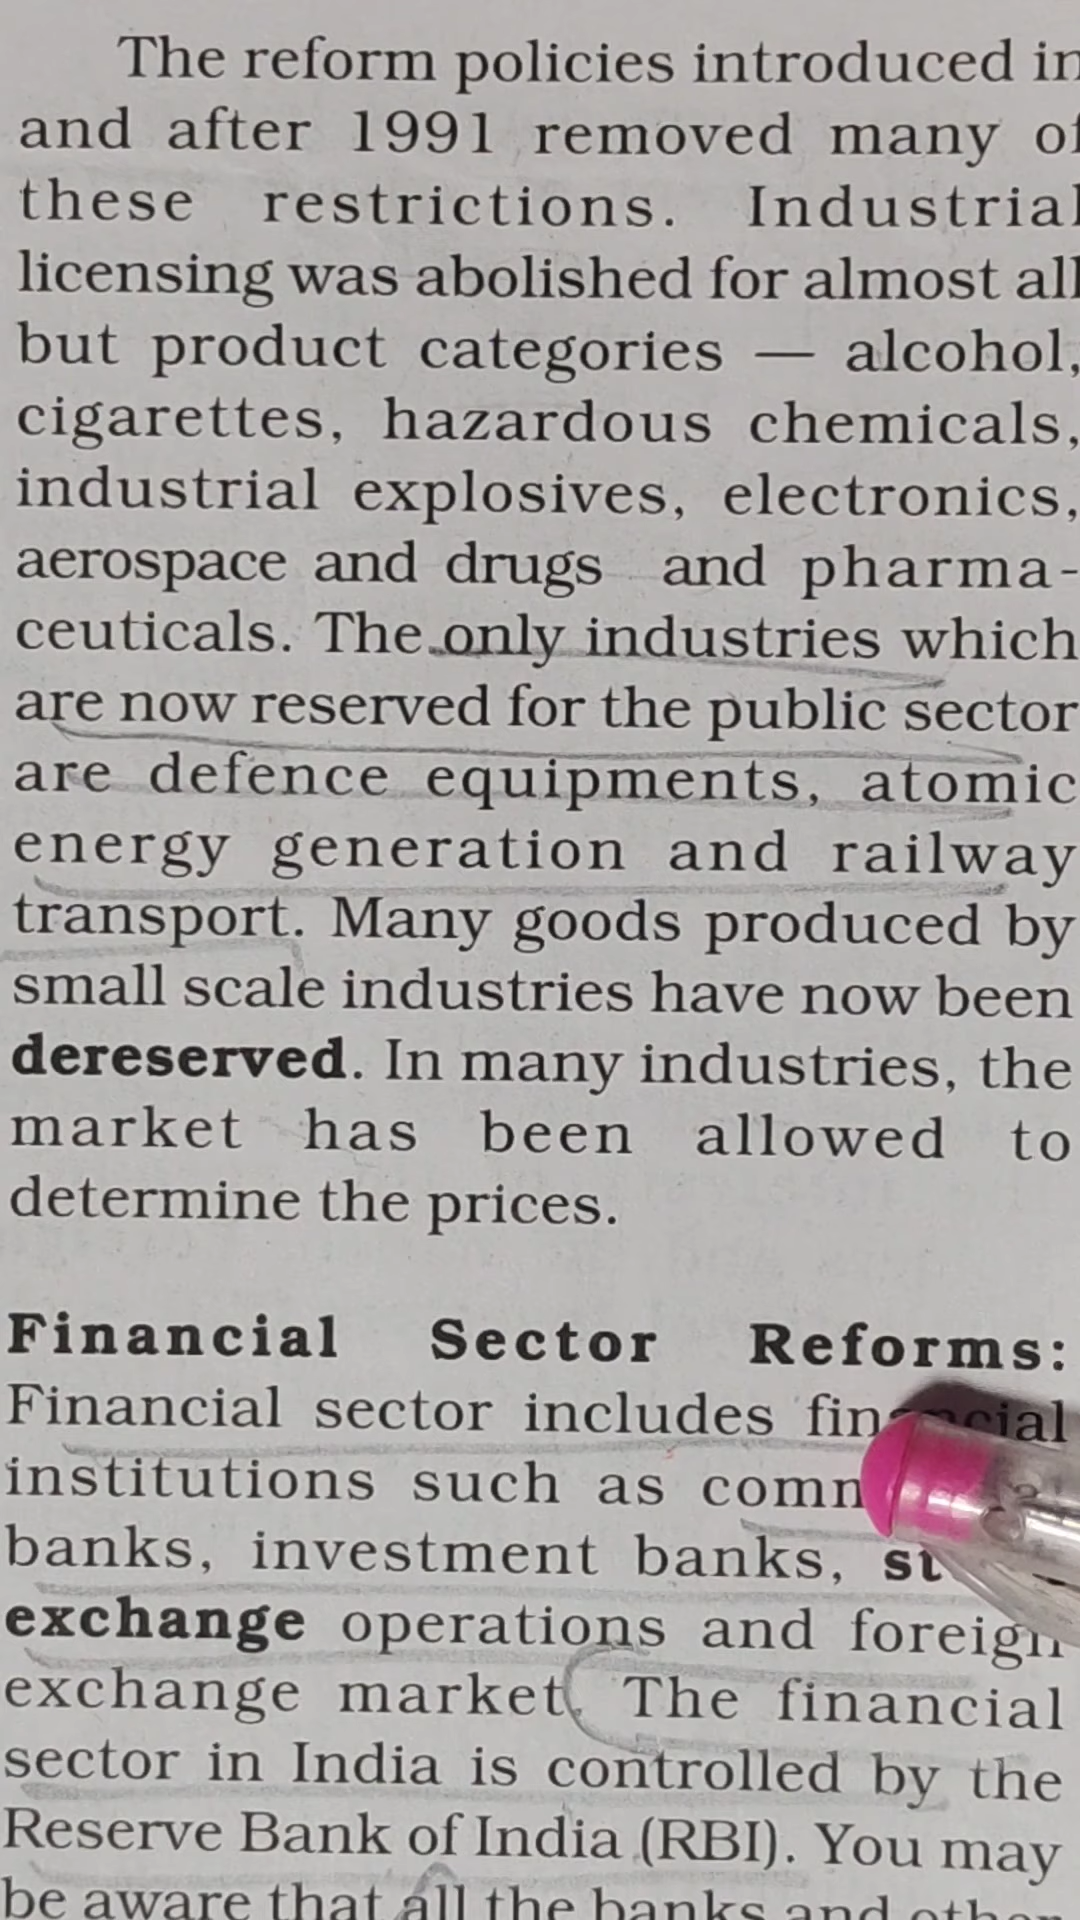 The reform policies introduced in
and after 1991 removed many of
these restrictions. Industrial
licensing was abolished for almost all
but product categories — alcohol,
cigarettes, hazardous chemicals,
industrial explosives, electronics,
aerospace and drugs and pharma-
ceuticals. The only industries which
are now reserved for the public sector
are defence equipments, atomic
energy generation and railway
transport. Many goods produced by
small scale industries have now been
dereserved. In many industries, the
market has been allowed to
determine the prices.
Financial Sector Reforms:
Financial sector includes financial
institutions such as
banks, investment banks,
exchange operations and foreign
exchange market. The financial
sector in India is controlled by the
Reserve Bank of India (RBI). You may
be aware that all the banks and other